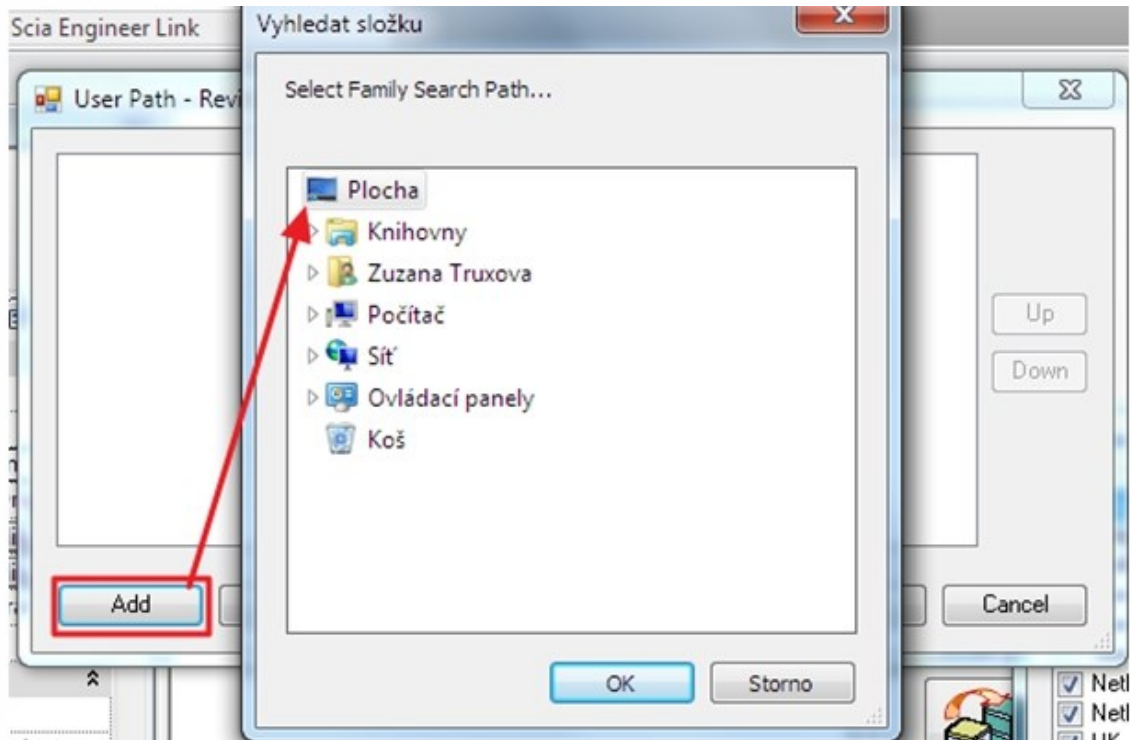 Scia Engineer Link
Vyhledat složku
User Path - Revi
Select Family Search Path...
Plocha
Knihovny
Zuzana Truxova
Počítač
Síť
Ovládací panely
Koš
Up
Down
Add
Cancel
OK
Storno
Netl
Netl
UK